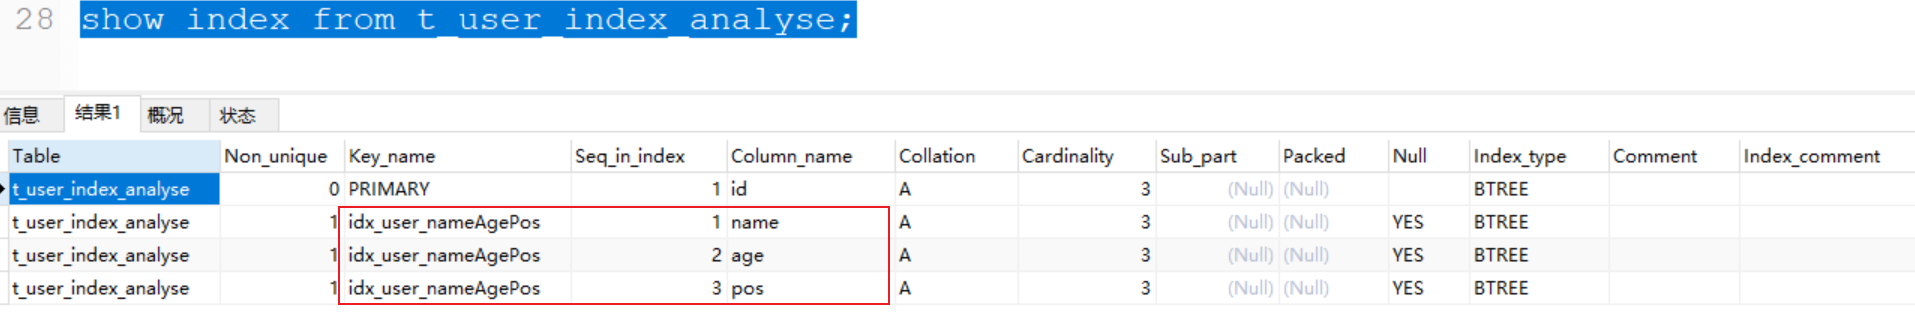 28 show index from t_user_index_analyse;
信息 结果1 概况 状态
Table Non_unique Key_name Seq_in_index Column_name Collation Cardinality Sub_part Packed Null Index_type Comment Index_comment
t_user_index_analyse 0 PRIMARY 1 id A 3 (Null) (Null) BTREE
t_user_index_analyse 1 idx_user_nameAgePos 1 name A 3 (Null) (Null) YES BTREE
t_user_index_analyse 1 idx_user_nameAgePos 2 age A 3 (Null) (Null) YES BTREE
t_user_index_analyse 1 idx_user_nameAgePos 3 pos A 3 (Null) (Null) YES BTREE